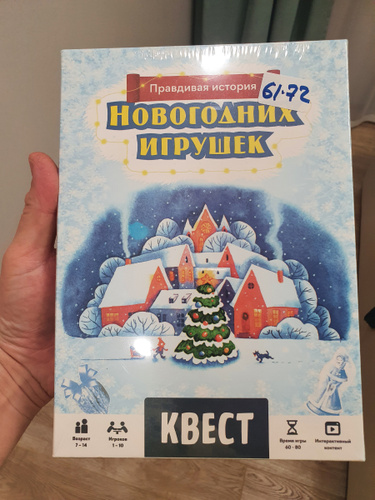 Правдивая история
61.72
НОВОГОДНИХ
ИГРУШЕК
КВЕСТ
Возраст
7 - 14
Игроков
1 - 10
Время игры
60 - 80
Интерактивный
контент